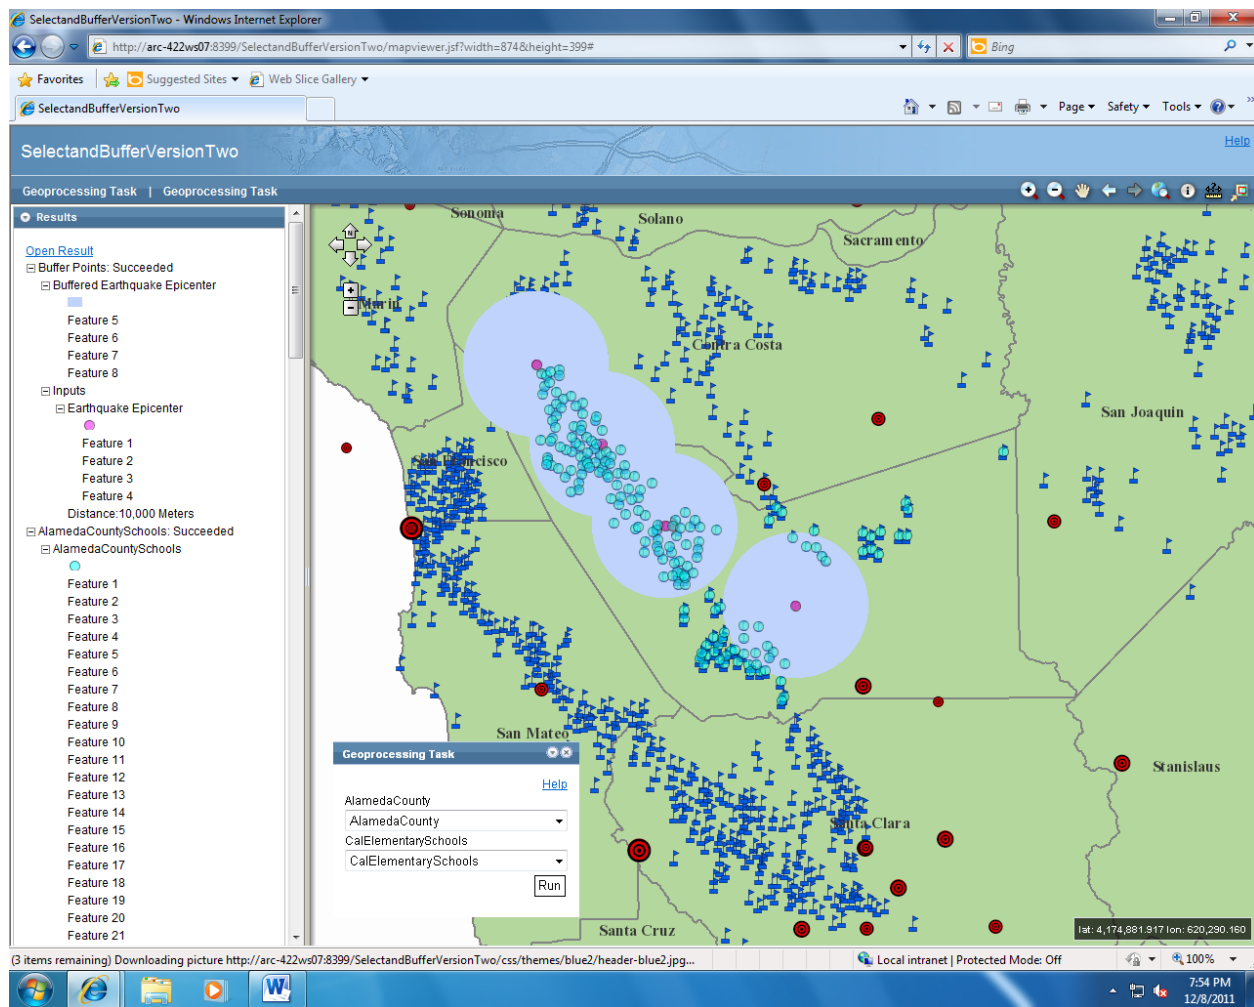 SelectandBufferVersionTwo - Windows Internet Explorer
http://arc-422ws07:8399/SelectandBufferVersionTwo/mapviewer.jsf?width=874&height=399#
Bing
Favorites
Suggested Sites
Web Slice Gallery
SelectandBufferVersionTwo
Page
Safety
Tools
SelectandBufferVersionTwo
Help
Geoprocessing Task | Geoprocessing Task
Results
Open Result
Buffer Points: Succeeded
Buffered Earthquake Epicenter
Feature 5
Feature 6
Feature 7
Feature 8
Inputs
Earthquake Epicenter
Feature 1
Feature 2
Feature 3
Feature 4
Distance:10,000 Meters
AlamedaCountySchools: Succeeded
AlamedaCountySchools
Feature 1
Feature 2
Feature 3
Feature 4
Feature 5
Feature 6
Feature 7
Feature 8
Feature 9
Feature 10
Feature 11
Feature 12
Feature 13
Feature 14
Feature 15
Feature 16
Feature 17
Feature 18
Feature 19
Feature 20
Feature 21
N
Sonoma
Solano
Sacramento
Marin
Contra Costa
San Joaquin
San Francisco
San Mateo
Stanislaus
Santa Clara
Santa Cruz
Geoprocessing Task
Help
AlamedaCounty
AlamedaCounty
CalElementarySchools
CalElementarySchools
Run
lat: 4,174,881.917 lon: 620,290.160
(3 items remaining) Downloading picture http://arc-422ws07:8399/SelectandBufferVersionTwo/css/themes/blue2/header-blue2.jpg...
Local intranet | Protected Mode: Off
100%
7:54 PM
12/8/2011